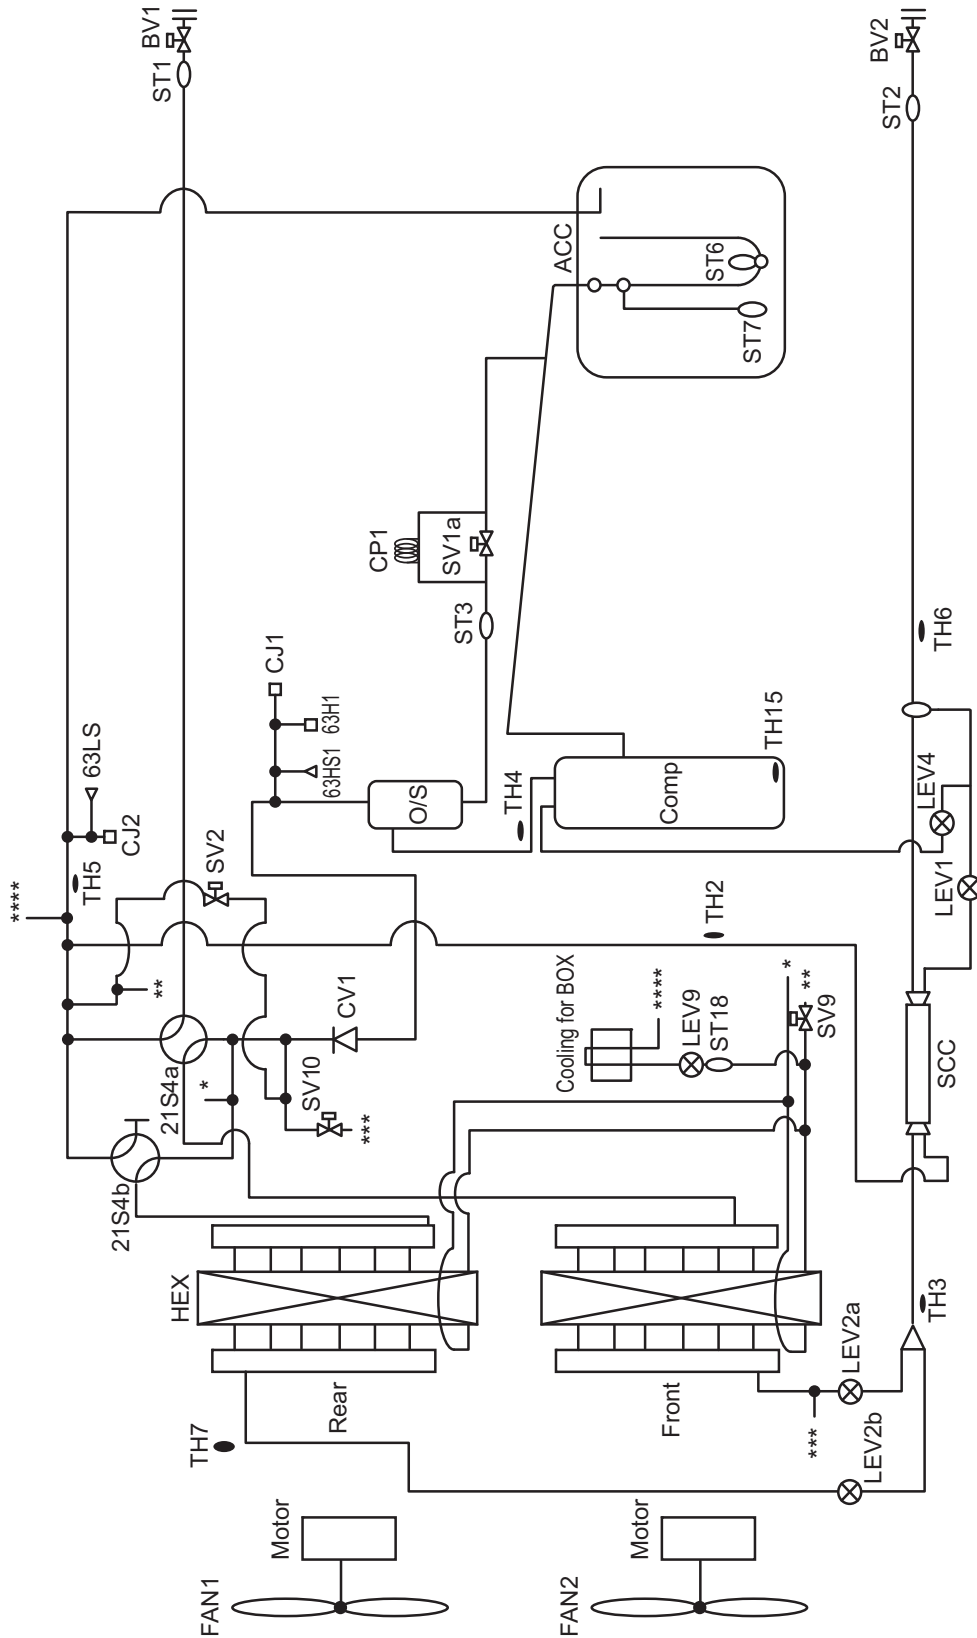 ****
TH5
63LS
21S4b
CJ2
ST1
BV1
**
21S4a
HEX
*
TH7
FAN1
SV2
CJ1
Motor
SV10
63HS1
63H1
Rear
CV1
***
CP1
O/S
SV1a
ST3
TH4
ACC
Cooling for BOX
FAN2
Motor
****
Front
Comp
LEV9
TH2
ST6
ST18
ST7
TH15
*
**
***
SV9
LEV2a
LEV2b
BV2
ST2
LEV4
TH3
TH6
LEV1
SCC